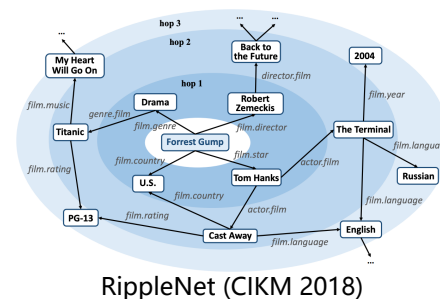 hop 3
...
...
...
hop 2
My Heart
Will Go On
Back to
the Future
2004
director.film
hop 1
film.music
genre.film
Drama
Robert
Zemeckis
film.year
film.genre
film.director
Titanic
Forrest Gump
The Terminal
film.langua
film.country
film.star
actor.film
film.rating
U.S.
Tom Hanks
Russian
film.country
film.language
actor.film
PG-13
film.rating
Cast Away
film.language
English
...
RippleNet (CIKM 2018)